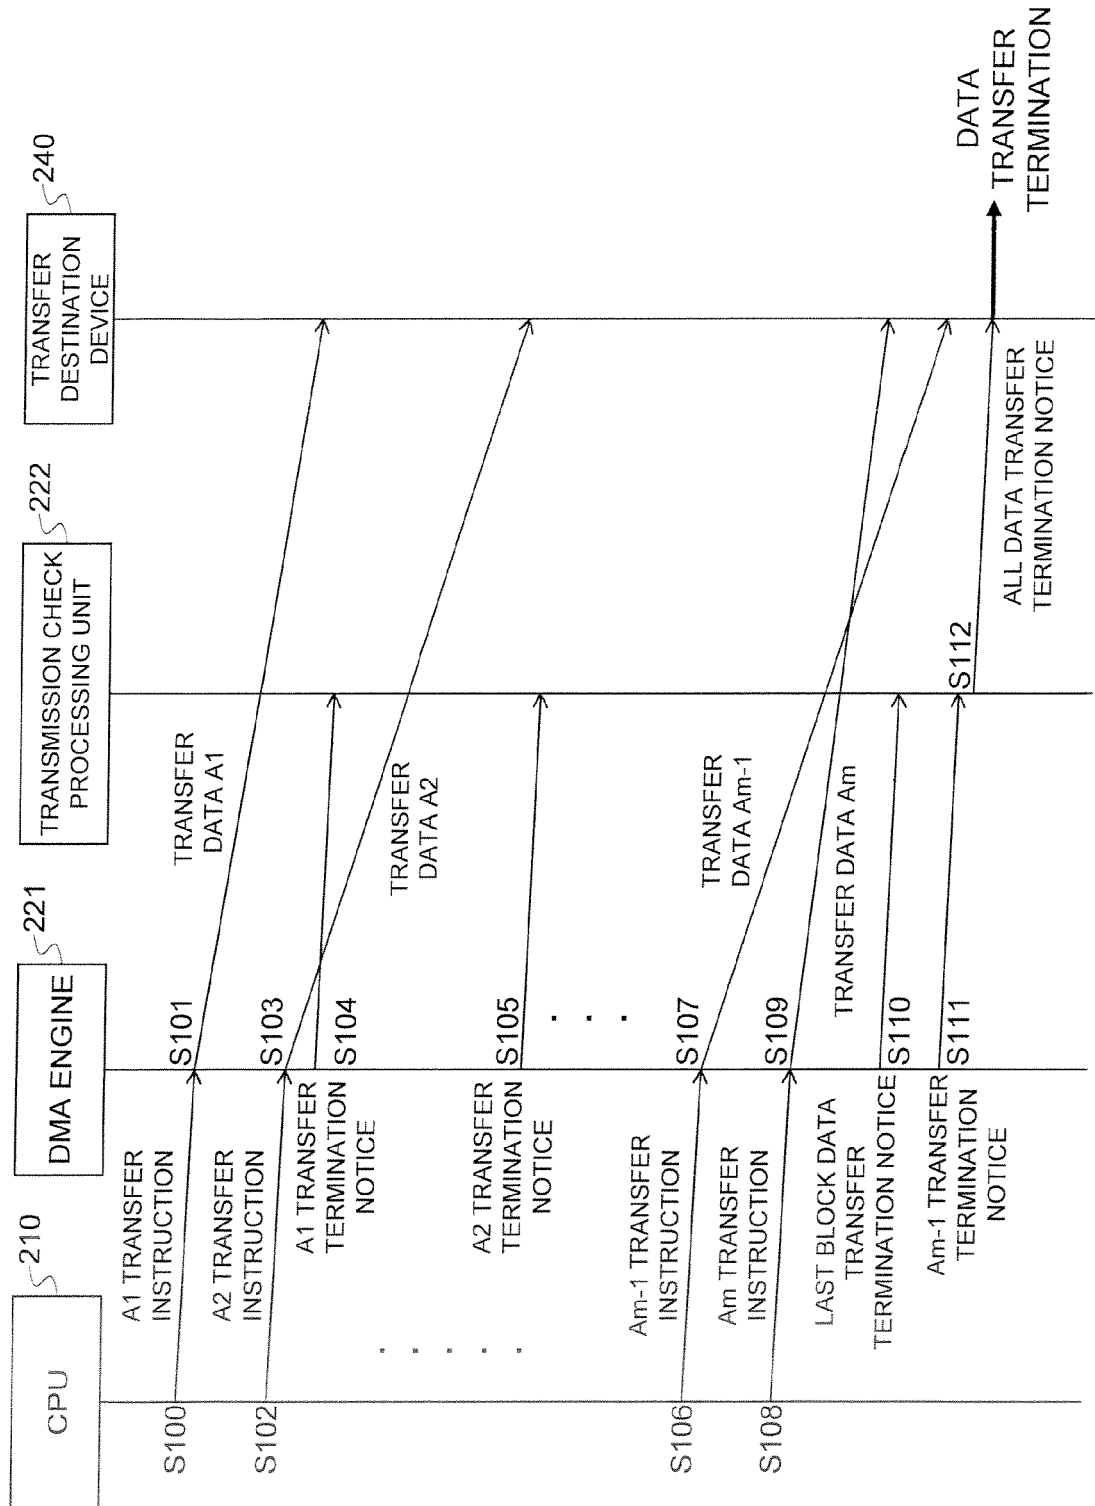 CPU
210
DMA ENGINE
221
TRANSMISSION CHECK
PROCESSING UNIT
222
TRANSFER
DESTINATION
DEVICE
240
S100
A1 TRANSFER
INSTRUCTION
S101
TRANSFER
DATA A1
S102
A2 TRANSFER
INSTRUCTION
S103
TRANSFER
DATA A2
A1 TRANSFER
TERMINATION
NOTICE
S104
A2 TRANSFER
TERMINATION
NOTICE
S105
. . .
. . . . .
S106
Am-1 TRANSFER
INSTRUCTION
S107
TRANSFER
DATA Am-1
S108
Am TRANSFER
INSTRUCTION
S109
TRANSFER DATA Am
LAST BLOCK DATA
TRANSFER
TERMINATION NOTICE
S110
Am-1 TRANSFER
TERMINATION
NOTICE
S111
S112
ALL DATA TRANSFER
TERMINATION NOTICE
DATA
TRANSFER
TERMINATION